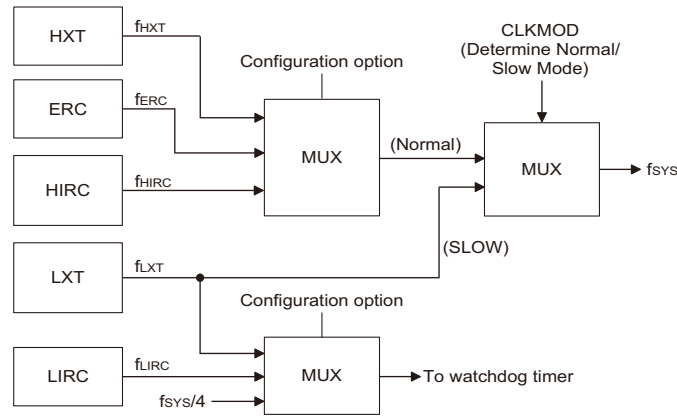 HXT
fHXT
ERC
fERC
HIRC
fHIRC
LXT
fLXT
LIRC
fLIRC
fSYS/4
Configuration option
MUX
(Normal)
(SLOW)
CLKMOD
(Determine Normal/
Slow Mode)
MUX
fSYS
Configuration option
MUX
To watchdog timer